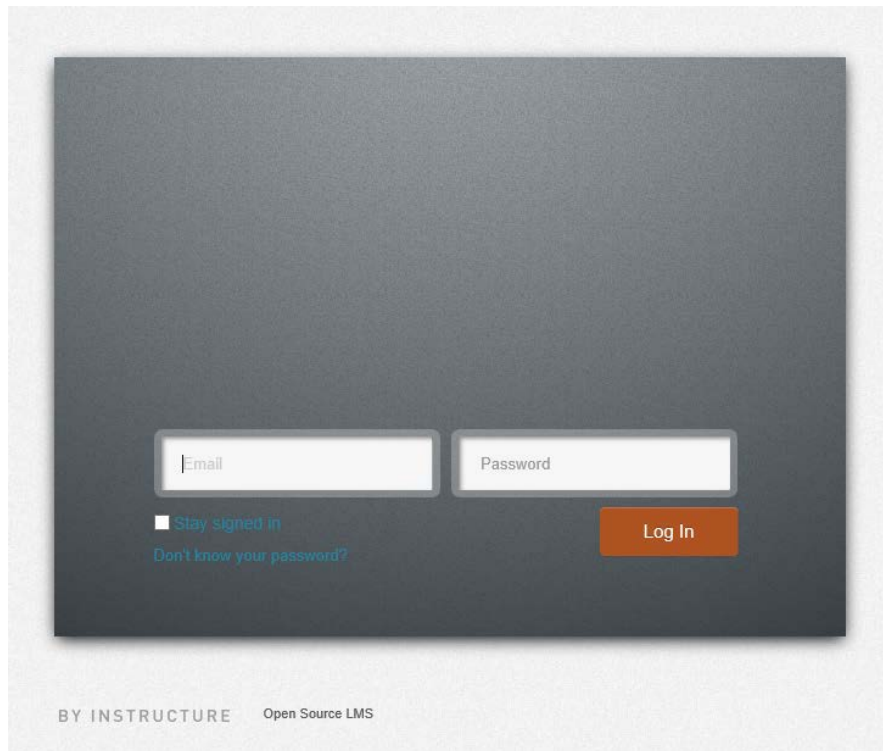 Email
Password
Stay signed in
Log In
Don't know your password?
BY INSTRUCTURE
Open Source LMS